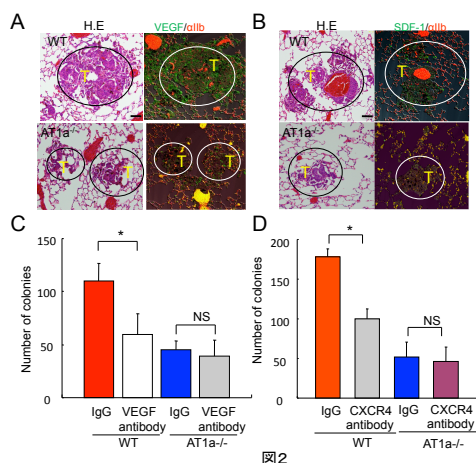 A
H.E
VEGF/αIIb
WT
T
T
AT1a-/-
T
T
T
T
B
H.E
SDF-1/αIIb
WT
T
T
AT1a-/-
T
T
C
Number of colonies
150
100
50
0
*
NS
IgG
VEGF
antibody
IgG
VEGF
antibody
WT
AT1a-/-
D
Number of colonies
200
150
100
50
0
*
NS
IgG
CXCR4
antibody
IgG
CXCR4
antibody
WT
AT1a-/-
図2